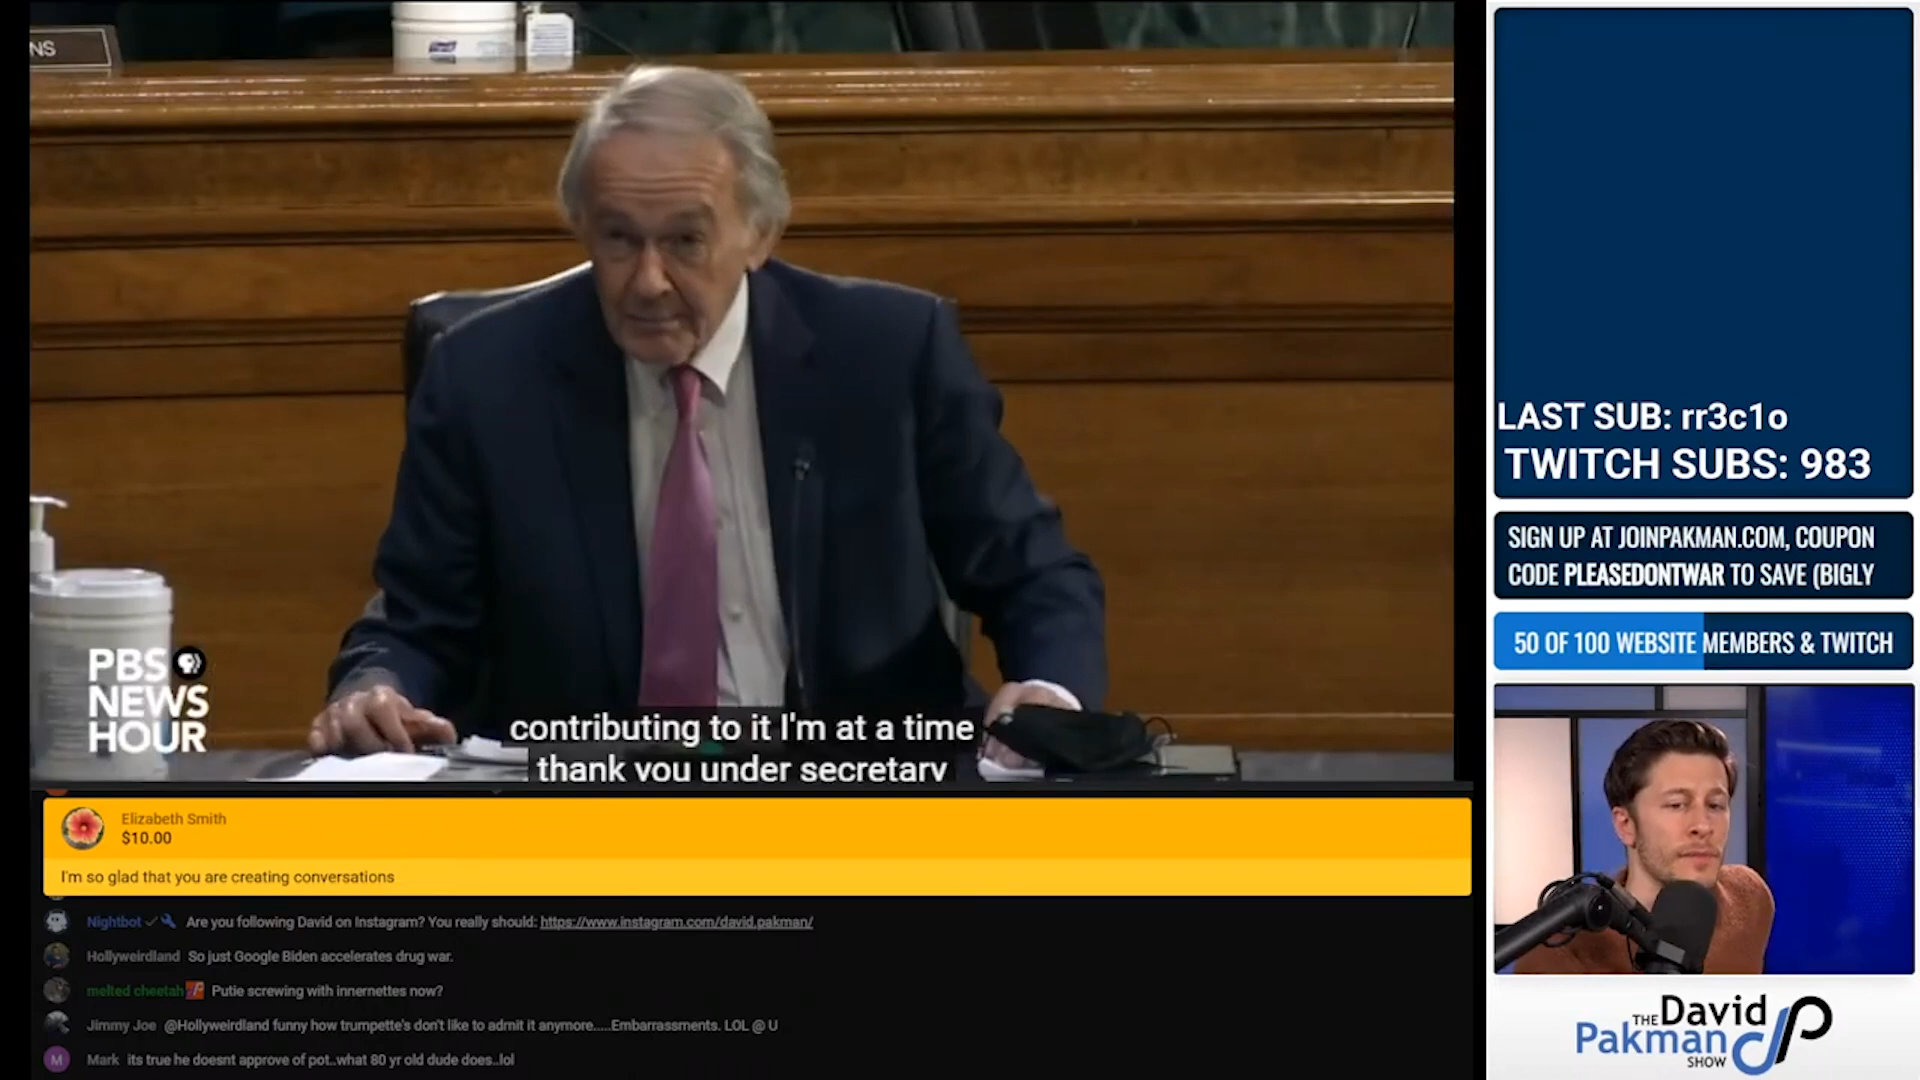 NS
PBS
NEWS
HOUR
contributing to it I'm at a time
thank you under secretary
Elizabeth Smith
$10.00
I'm so glad that you are creating conversations
Nightbot Are you following David on Instagram? You really should: https://www.instagram.com/david.pakman/
Hollyweirdland So just Google Biden accelerates drug war.
melted cheetah Putie screwing with innernettes now?
Jimmy Joe @Hollyweirdland funny how trumpette's don't like to admit it anymore.....Embarrassments. LOL @ U
M Mark its true he doesnt approve of pot..what 80 yr old dude does..lol
LAST SUB: rr3c1o
TWITCH SUBS: 983
SIGN UP AT JOINPAKMAN.COM, COUPON
CODE PLEASEDONTWAR TO SAVE (BIGLY
50 OF 100 WEBSITE MEMBERS & TWITCH
THE David
Pakman
SHOW